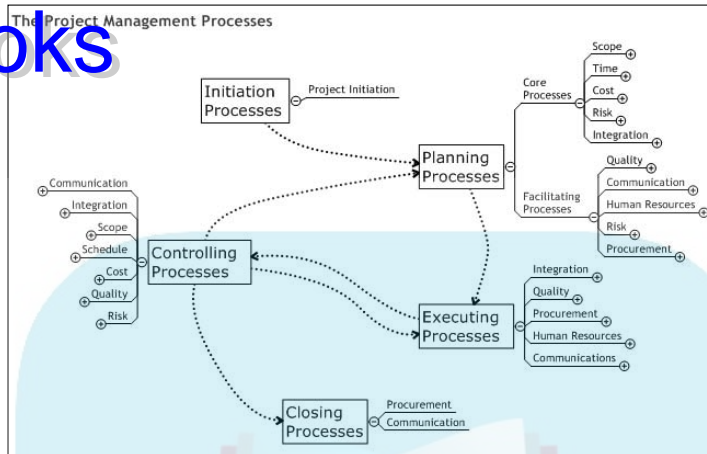 The Project Management Processes
oks
Initiation
Processes
Project Initiation
Planning
Processes
Core
Processes
Scope
Time
Cost
Risk
Integration
Facilitating
Processes
Quality
Communication
Human Resources
Risk
Procurement
Communication
Integration
Scope
Schedule
Cost
Quality
Risk
Controlling
Processes
Executing
Processes
Integration
Quality
Procurement
Human Resources
Communications
Closing
Processes
Procurement
Communication